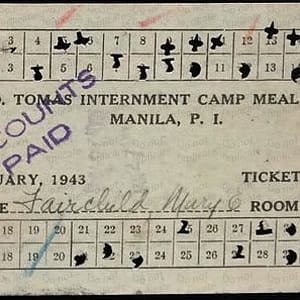 3 4 5 6 7 8 9 10 11 12 13
3 4 5 6 7 8 9 10 11 12 13
O. TOMAS INTERNMENT CAMP MEAL
MANILA, P. I.
COUNTS
PAID
UARY, 1943 TICKET
E Fairchild Mary E ROOM
18 19 20 21 22 23 24 25 26 27 28
18 19 20 21 22 23 24 25 26 27 28